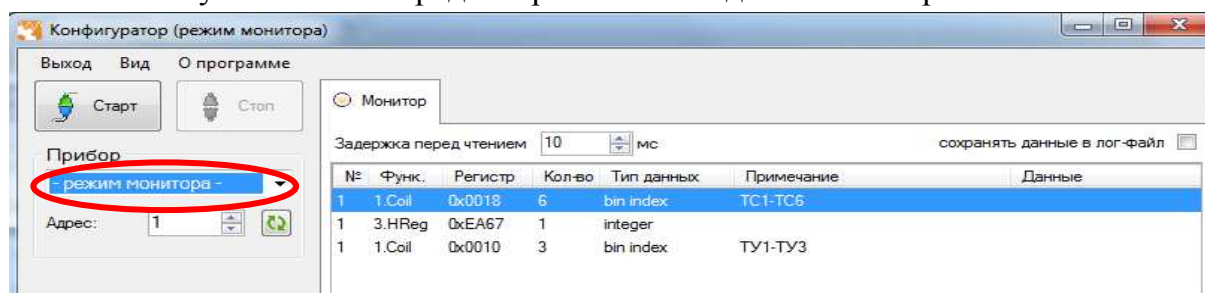 Конфигуратор (режим монитора)
Выход Вид О программе
Старт Стоп
Монитор
Задержка перед чтением 10 мс сохранять данные в лог-файл
Прибор
- режим монитора -
Адрес: 1
№ Функ. Регистр Кол-во Тип данных Примечание Данные
1 1.Coil 0x0018 6 bin index ТС1-ТС6
1 3.HReg 0xEA67 1 integer
1 1.Coil 0x0010 3 bin index ТУ1-ТУ3